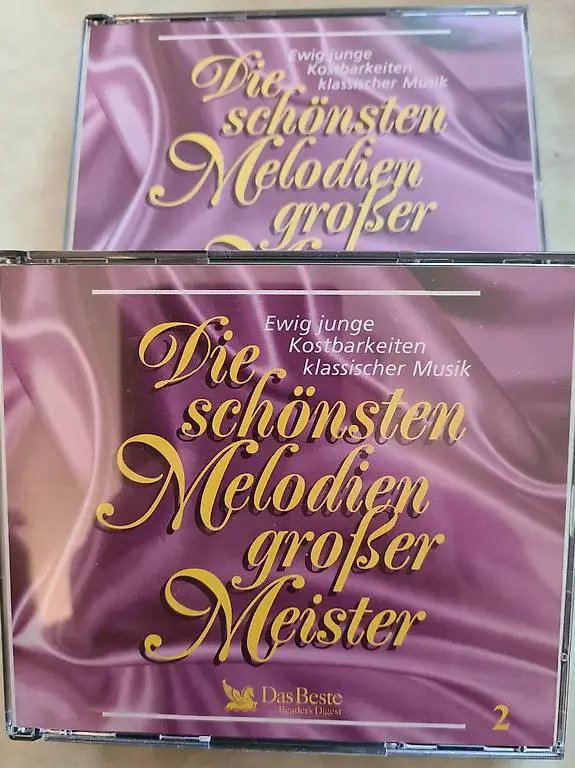 Ewig junge
Kostbarkeiten
klassischer Musik
Die
schönsten
Melodien
großer
Ewig junge
Kostbarkeiten
klassischer Musik
Die
schönsten
Melodien
großer
Meister
Das Beste
Reader's Digest
2